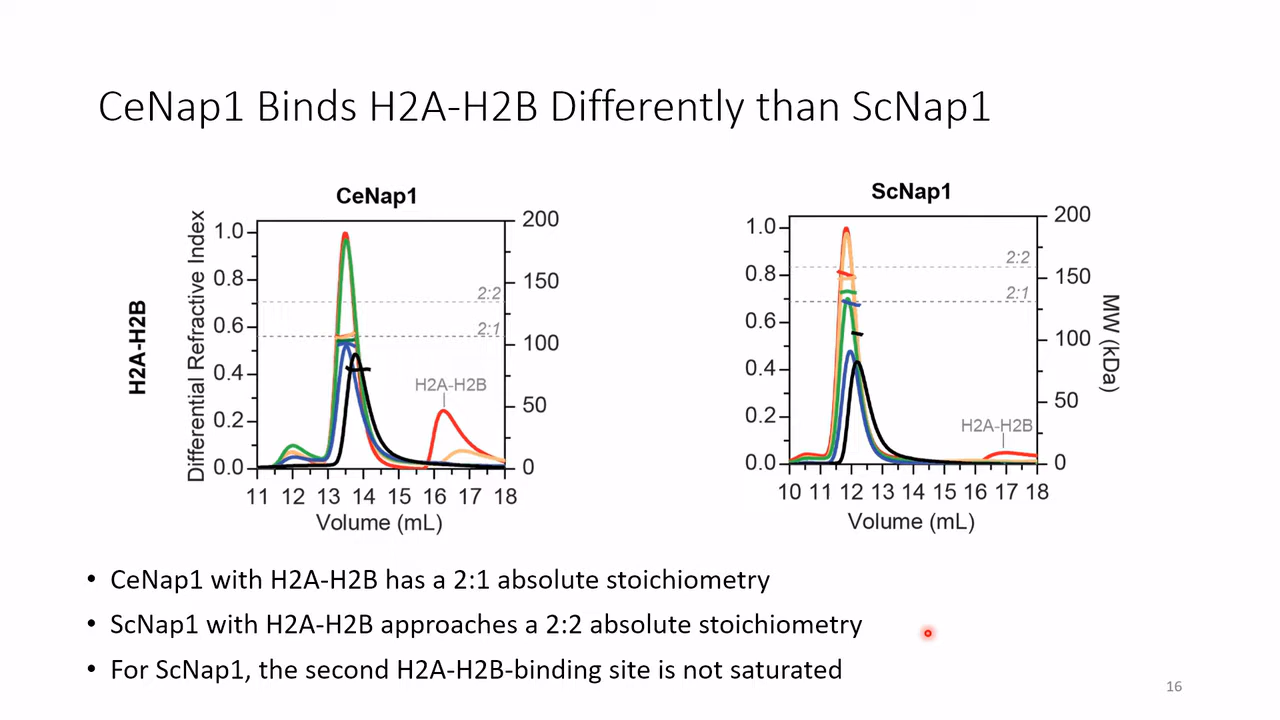 CeNap1 Binds H2A-H2B Differently than ScNap1
H2A-H2B
CeNap1
Differential Refractive Index
1.0
0.8
0.6
0.4
0.2
0.0
200
150
100
50
0
2:2
2:1
H2A-H2B
11 12 13 14 15 16 17 18
Volume (mL)
ScNap1
1.0
0.8
0.6
0.4
0.2
0.0
200
150
100
50
0
MW (kDa)
2:2
2:1
H2A-H2B
10 11 12 13 14 15 16 17 18
Volume (mL)
• CeNap1 with H2A-H2B has a 2:1 absolute stoichiometry
• ScNap1 with H2A-H2B approaches a 2:2 absolute stoichiometry
• For ScNap1, the second H2A-H2B-binding site is not saturated
16